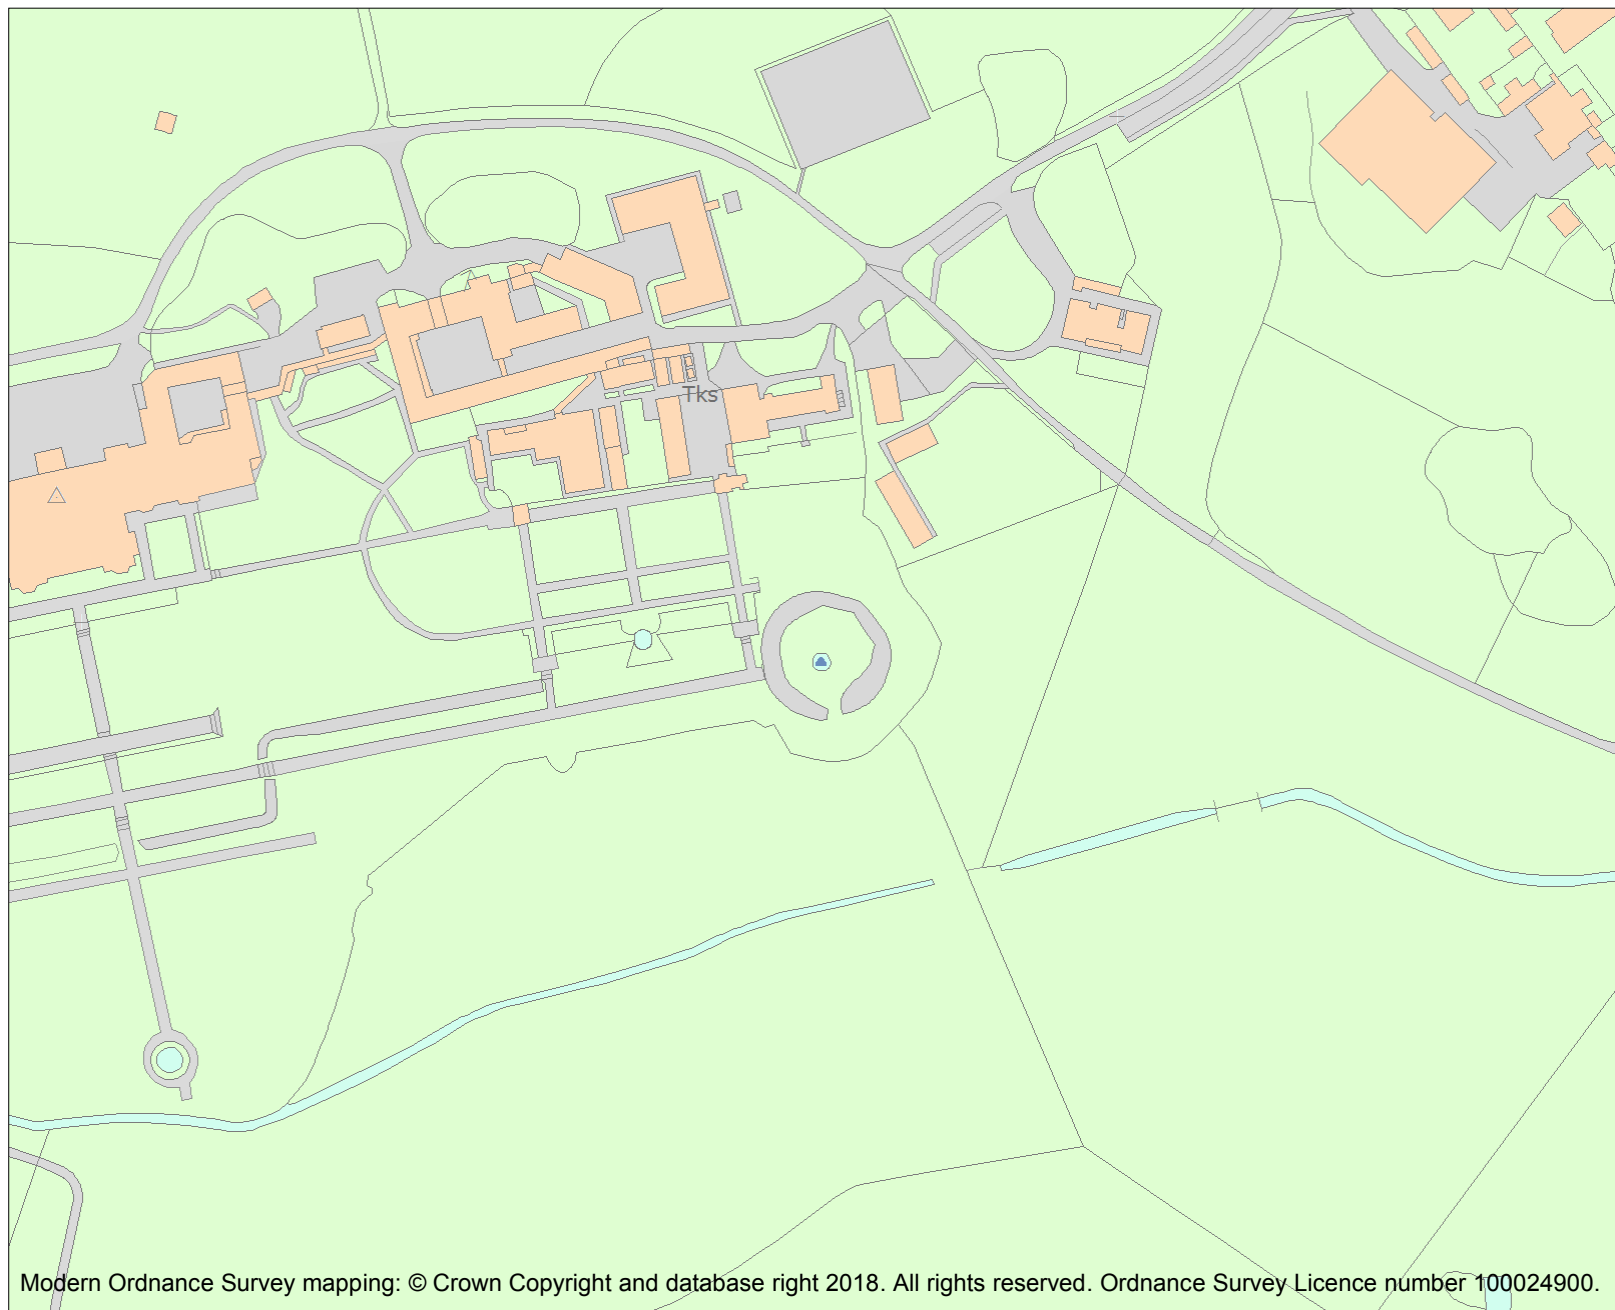 Tks
Modern Ordnance Survey mapping: © Crown Copyright and database right 2018. All rights reserved. Ordnance Survey Licence number 100024900.